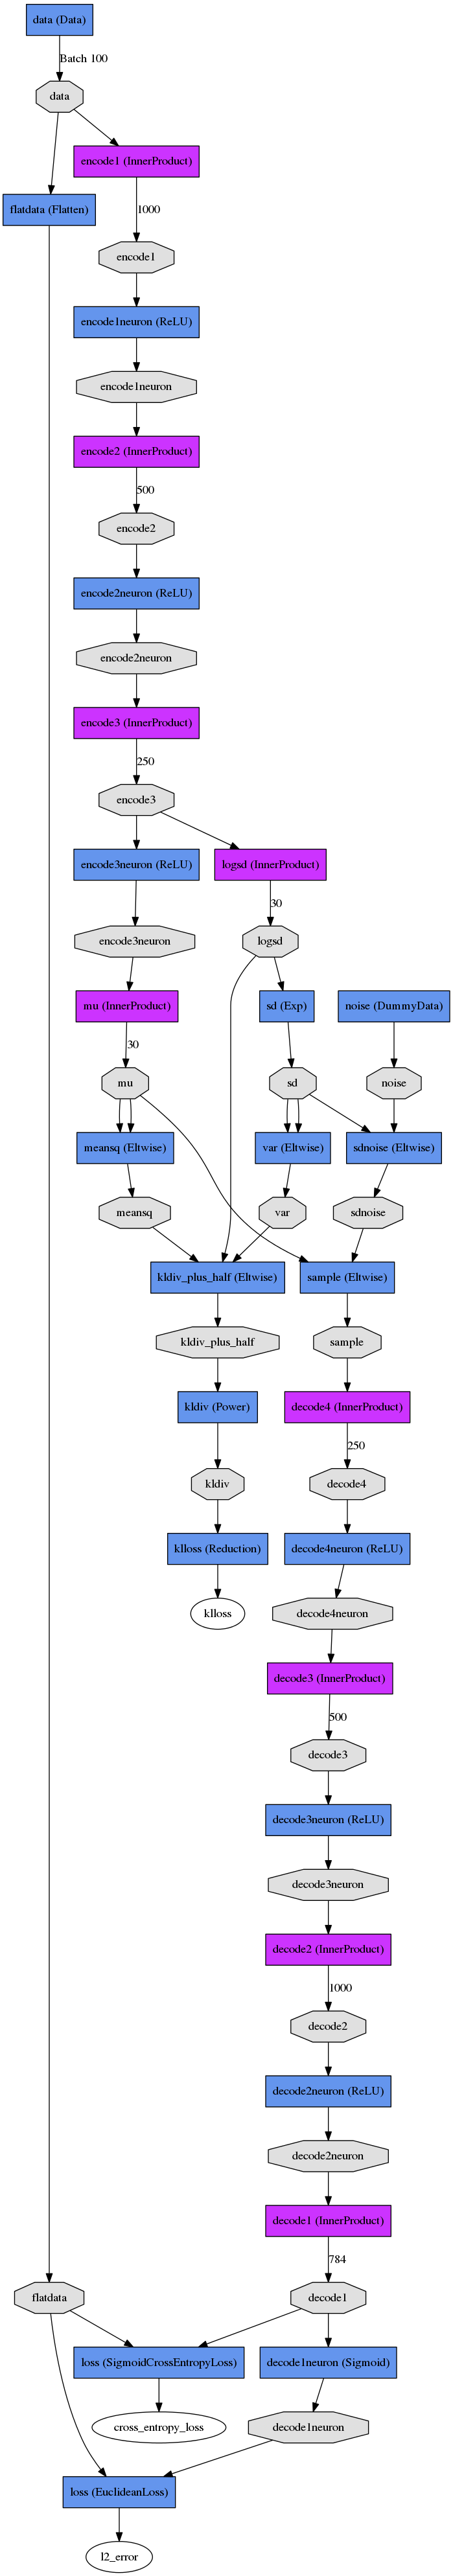 data (Data)
Batch 100
data
encode1 (InnerProduct)
flatdata (Flatten)
1000
encode1
encode1neuron (ReLU)
encode1neuron
encode2 (InnerProduct)
500
encode2
encode2neuron (ReLU)
encode2neuron
encode3 (InnerProduct)
250
encode3
encode3neuron (ReLU)
logsd (InnerProduct)
30
encode3neuron
logsd
mu (InnerProduct)
sd (Exp)
noise (DummyData)
30
mu
sd
noise
meansq (Eltwise)
var (Eltwise)
sdnoise (Eltwise)
meansq
var
sdnoise
kldiv_plus_half (Eltwise)
sample (Eltwise)
kldiv_plus_half
sample
kldiv (Power)
decode4 (InnerProduct)
250
kldiv
decode4
klloss (Reduction)
decode4neuron (ReLU)
klloss
decode4neuron
decode3 (InnerProduct)
500
decode3
decode3neuron (ReLU)
decode3neuron
decode2 (InnerProduct)
1000
decode2
decode2neuron (ReLU)
decode2neuron
decode1 (InnerProduct)
784
flatdata
decode1
loss (SigmoidCrossEntropyLoss)
decode1neuron (Sigmoid)
cross_entropy_loss
decode1neuron
loss (EuclideanLoss)
l2_error